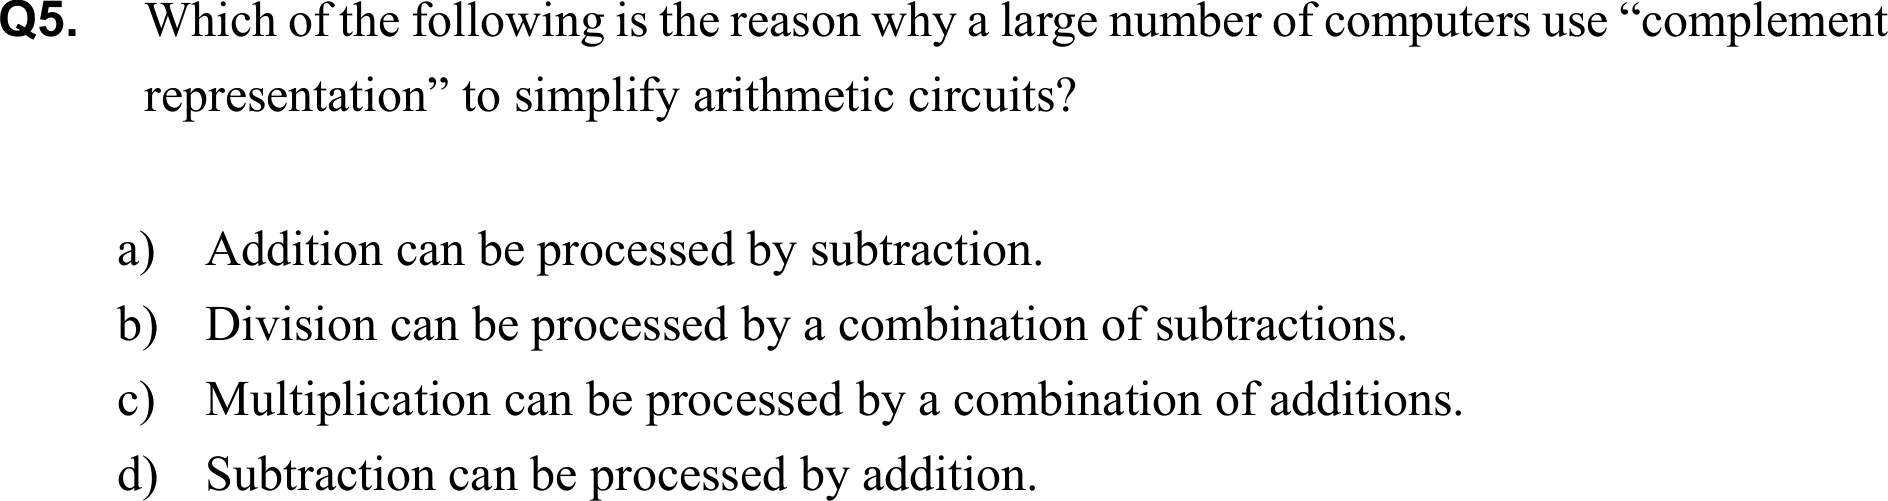 Q5. Which of the following is the reason why a large number of computers use “complement
representation” to simplify arithmetic circuits?
a) Addition can be processed by subtraction.
b) Division can be processed by a combination of subtractions.
c) Multiplication can be processed by a combination of additions.
d) Subtraction can be processed by addition.